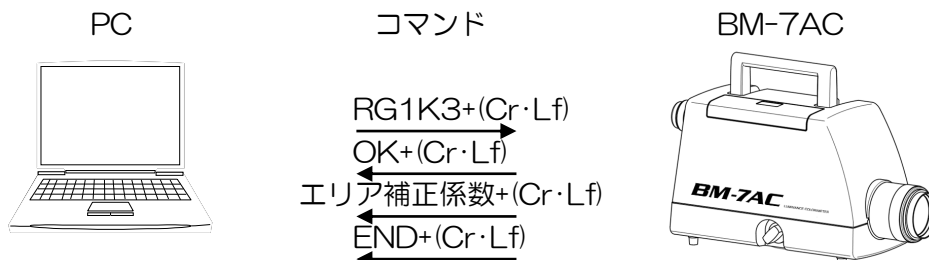 PC
コマンド
BM-7AC
RG1K3+(Cr·Lf)
OK+(Cr·Lf)
エリア補正係数+(Cr·Lf)
END+(Cr·Lf)
BM-7AC